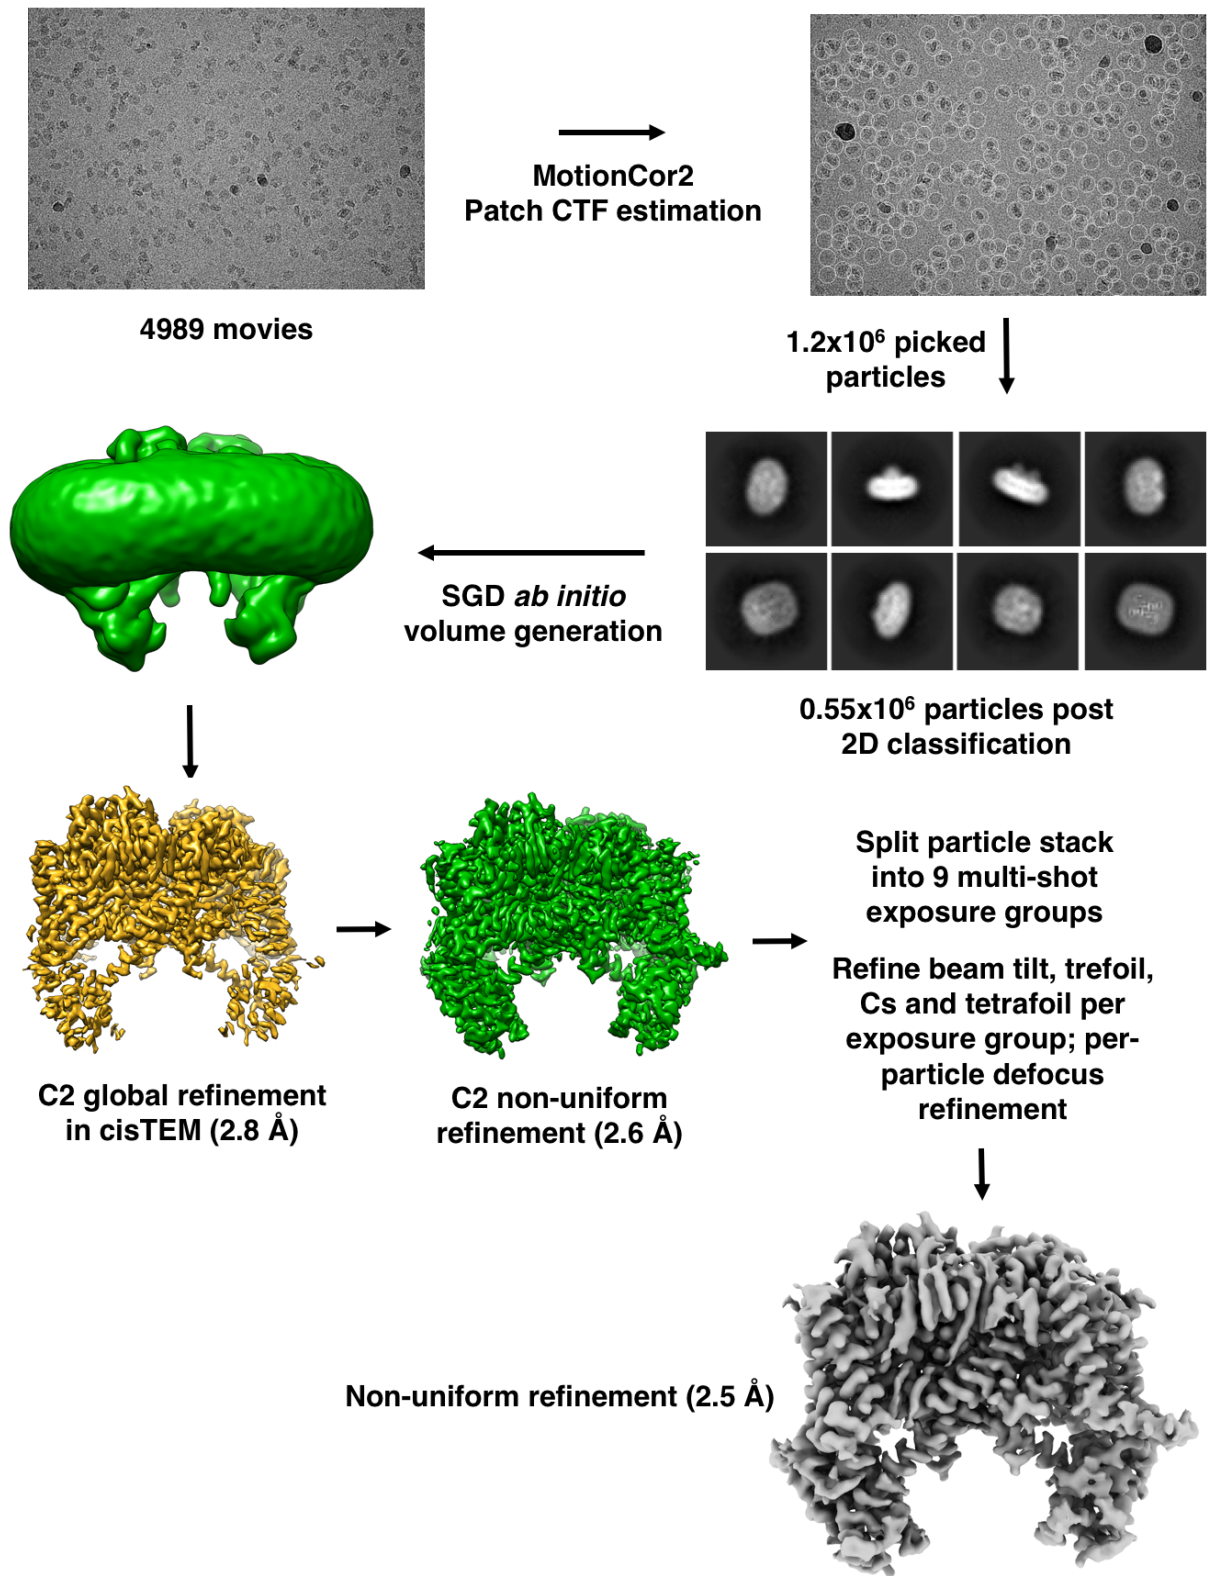 MotionCor2
Patch CTF estimation
4989 movies
1.2x10⁶ picked
particles
SGD ab initio
volume generation
0.55x10⁶ particles post
2D classification
C2 global refinement
in cisTEM (2.8 Å)
C2 non-uniform
refinement (2.6 Å)
Split particle stack
into 9 multi-shot
exposure groups
Refine beam tilt, trefoil,
Cs and tetrafoil per
exposure group; per-
particle defocus
refinement
Non-uniform refinement (2.5 Å)